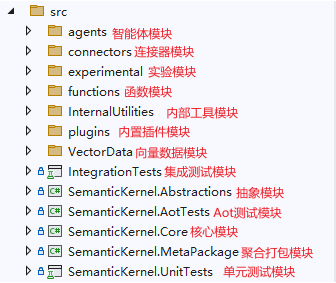 src
agents 智能体模块
connectors 连接器模块
experimental 实验模块
functions 函数模块
InternalUtilities 内部工具模块
plugins 内置插件模块
VectorData 向量数据模块
IntegrationTests 集成测试模块
C# SemanticKernel.Abstractions 抽象模块
C# SemanticKernel.AotTests Aot测试模块
C# SemanticKernel.Core 核心模块
C# SemanticKernel.MetaPackage 聚合打包模块
SemanticKernel.UnitTests 单元测试模块